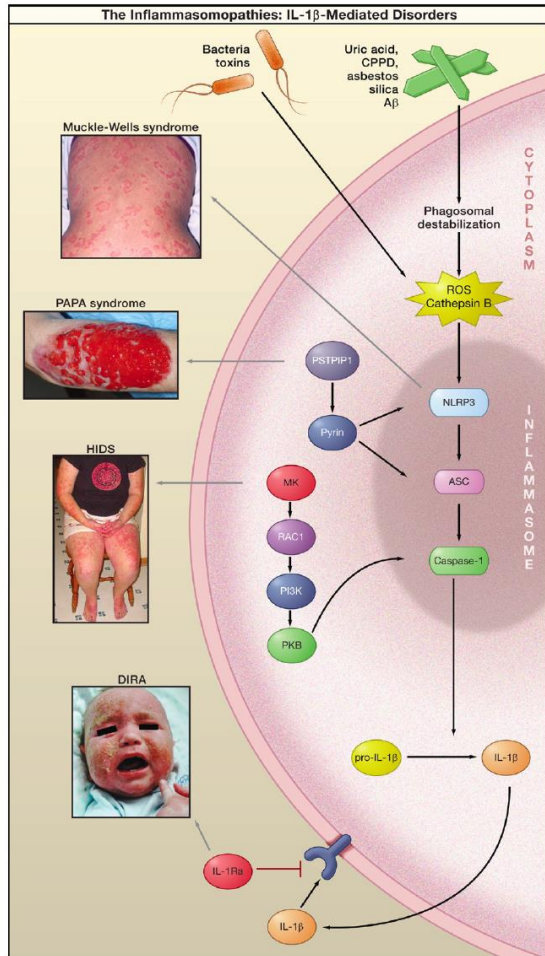 The Inflammasomopathies: IL-1β-Mediated Disorders
Bacteria
toxins
Uric acid,
CPPD,
asbestos
silica
Aβ
Muckle-Wells syndrome
CYTOPLASM
Phagosomal
destabilization
ROS
Cathepsin B
PAPA syndrome
PSTPIP1
NLRP3
Pyrin
INFLAMMASOME
HIDS
MK
ASC
RAC1
Caspase-1
PI3K
PKB
DIRA
pro-IL-1β
IL-1β
IL-1Ra
IL-1β